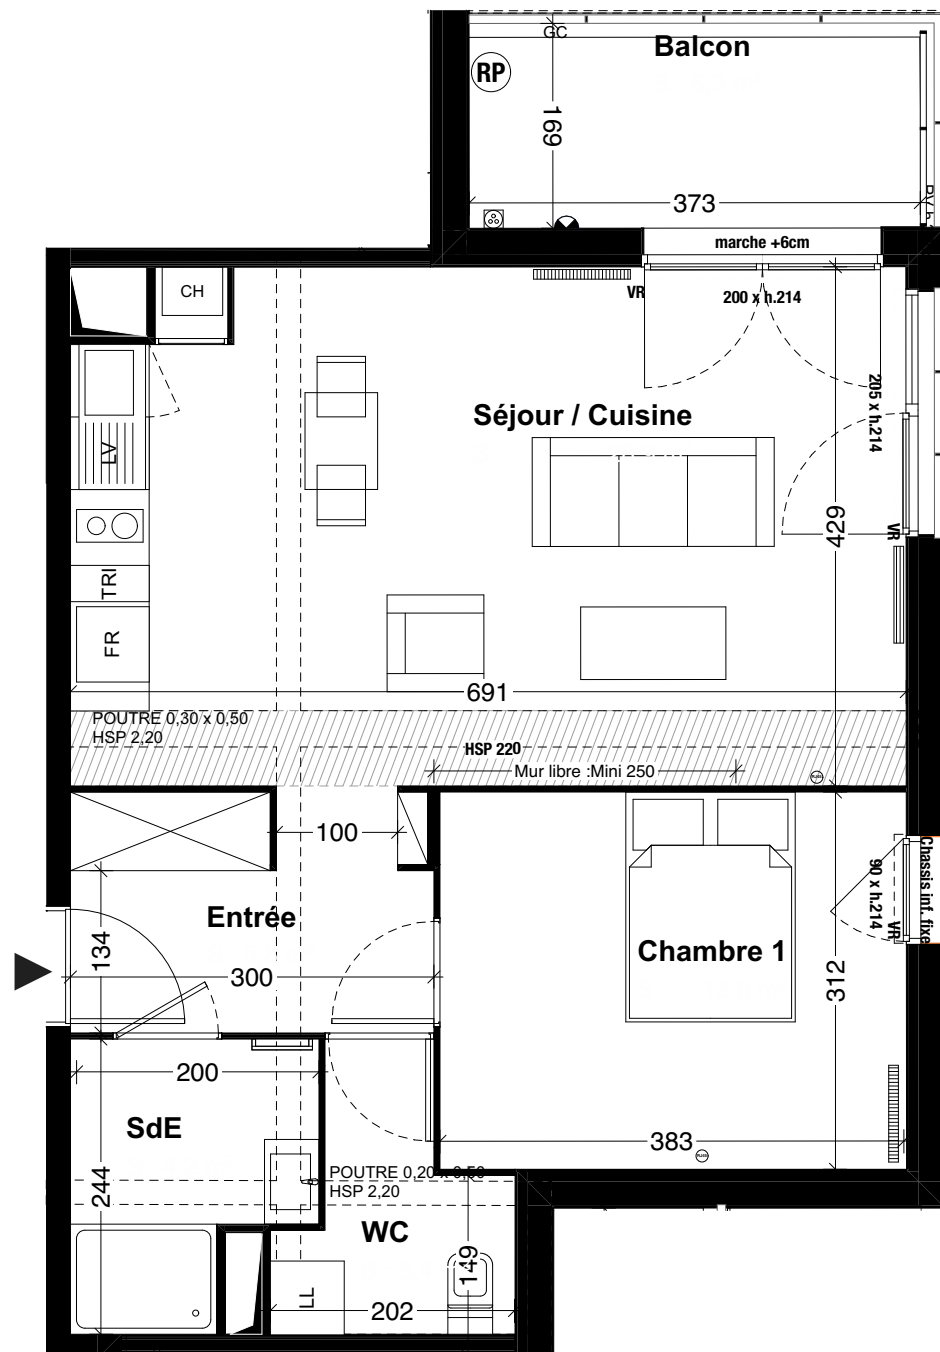 GC
Balcon
RP
169
373
marche +6cm
CH
VR
200 x h.214
Séjour / Cuisine
205 x h.214
LV
429
VR
TRI
FR
691
POUTRE 0,30 x 0,50
HSP 2,20
HSP 220
Mur libre :Mini 250
100
Chassis inf. fixe
90 x h.214
VR
Entrée
134
300
Chambre 1
312
200
SdE
383
POUTRE 0,20 x 0,50
HSP 2,20
244
WC
149
LL
202